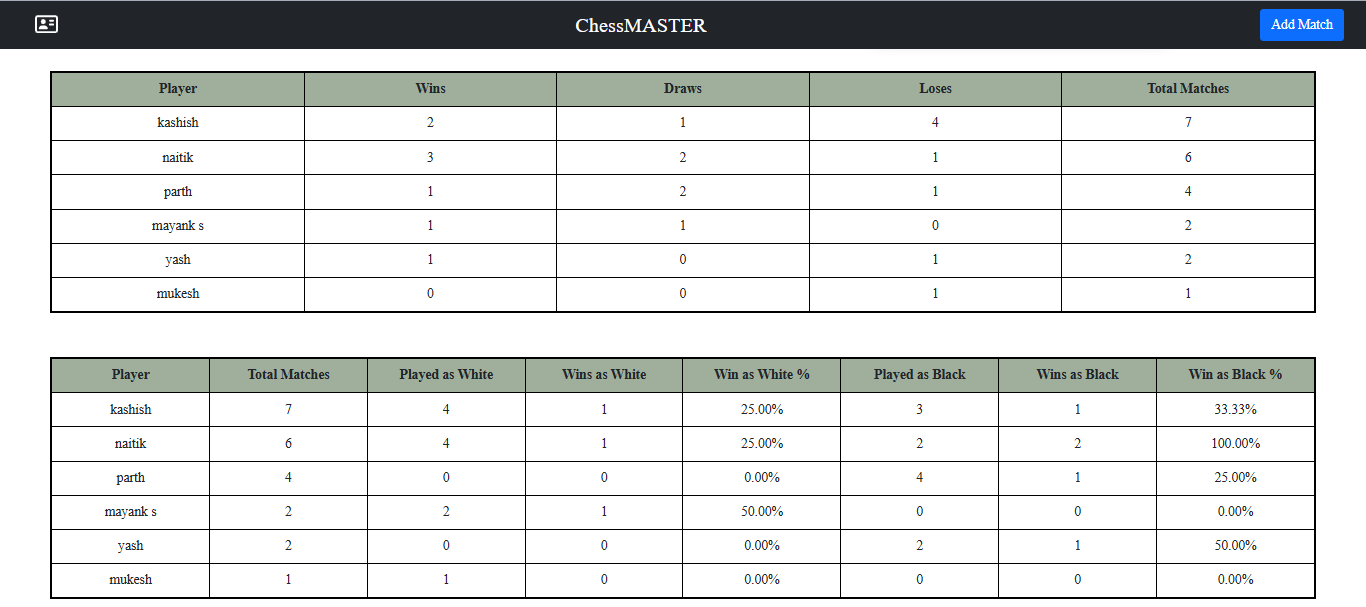 ChessMASTER Add Match
Player Wins Draws Loses Total Matches
kashish 2 1 4 7
naitik 3 2 1 6
parth 1 2 1 4
mayank s 1 1 0 2
yash 1 0 1 2
mukesh 0 0 1 1
Player Total Matches Played as White Wins as White Win as White % Played as Black Wins as Black Win as Black %
kashish 7 4 1 25.00% 3 1 33.33%
naitik 6 4 1 25.00% 2 2 100.00%
parth 4 0 0 0.00% 4 1 25.00%
mayank s 2 2 1 50.00% 0 0 0.00%
yash 2 0 0 0.00% 2 1 50.00%
mukesh 1 1 0 0.00% 0 0 0.00%